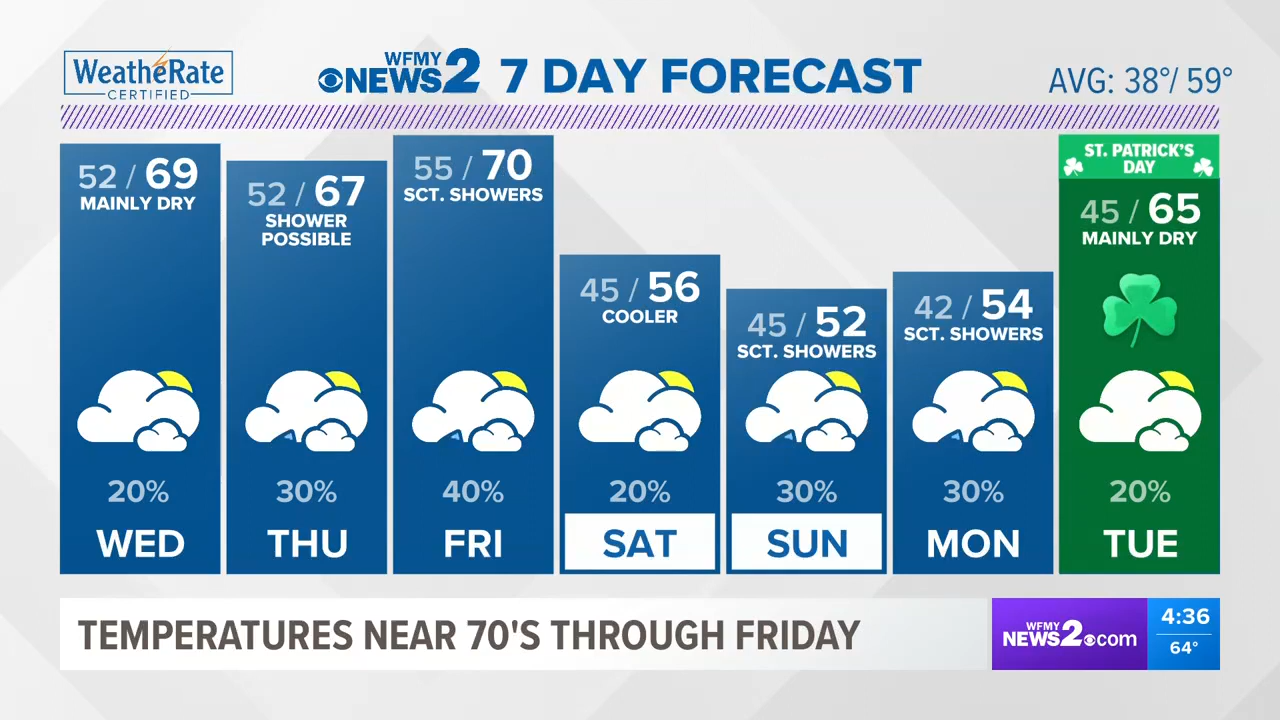 WeatheRate
CERTIFIED
WFMY
NEWS 2
7 DAY FORECAST
AVG: 38°/ 59°
52 / 69
MAINLY DRY
20%
WED
52 / 67
SHOWER
POSSIBLE
30%
THU
55 / 70
SCT. SHOWERS
40%
FRI
45 / 56
COOLER
20%
SAT
45 / 52
SCT. SHOWERS
30%
SUN
42 / 54
SCT. SHOWERS
30%
MON
ST. PATRICK'S
DAY
45 / 65
MAINLY DRY
20%
TUE
TEMPERATURES NEAR 70'S THROUGH FRIDAY
WFMY
NEWS2 com
4:36
64°